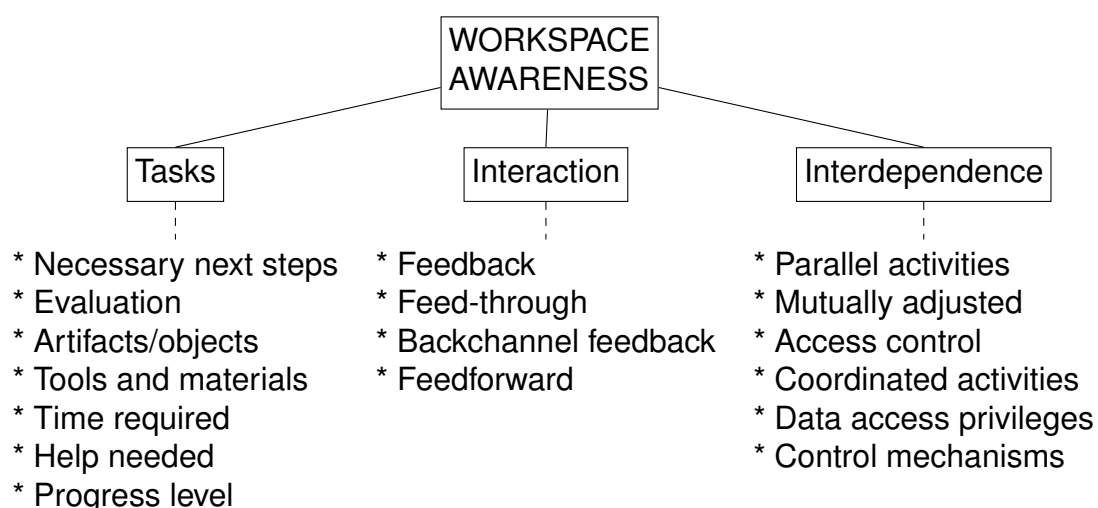 WORKSPACE
AWARENESS
Tasks
Interaction
Interdependence
* Necessary next steps
* Evaluation
* Artifacts/objects
* Tools and materials
* Time required
* Help needed
* Progress level
* Feedback
* Feed-through
* Backchannel feedback
* Feedforward
* Parallel activities
* Mutually adjusted
* Access control
* Coordinated activities
* Data access privileges
* Control mechanisms